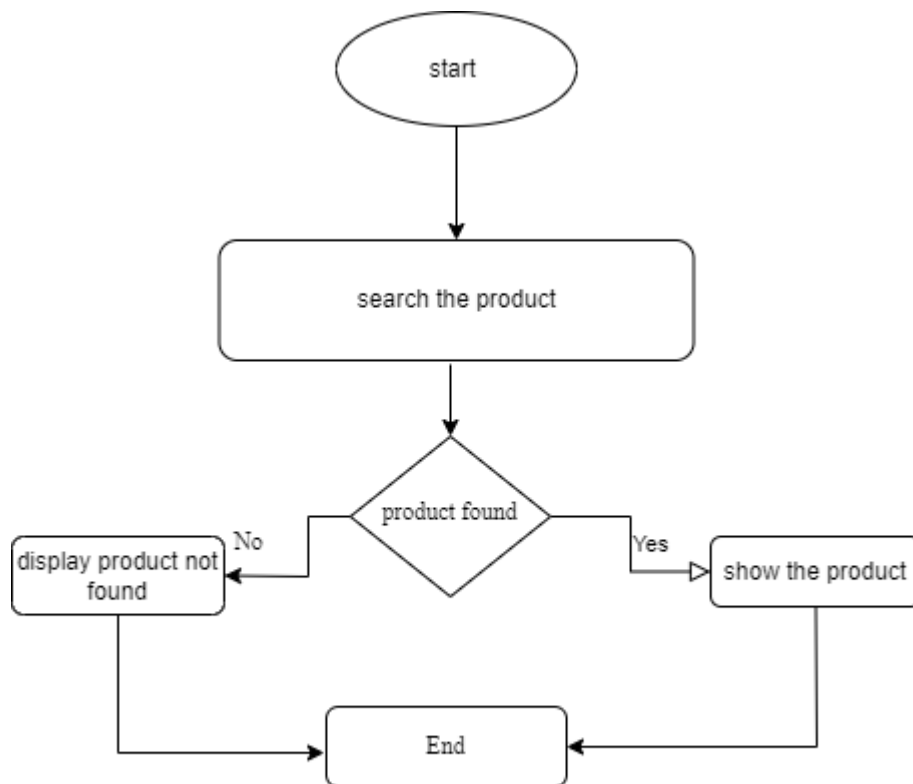 start
search the product
product found
No
Yes
display product not
found
show the product
End